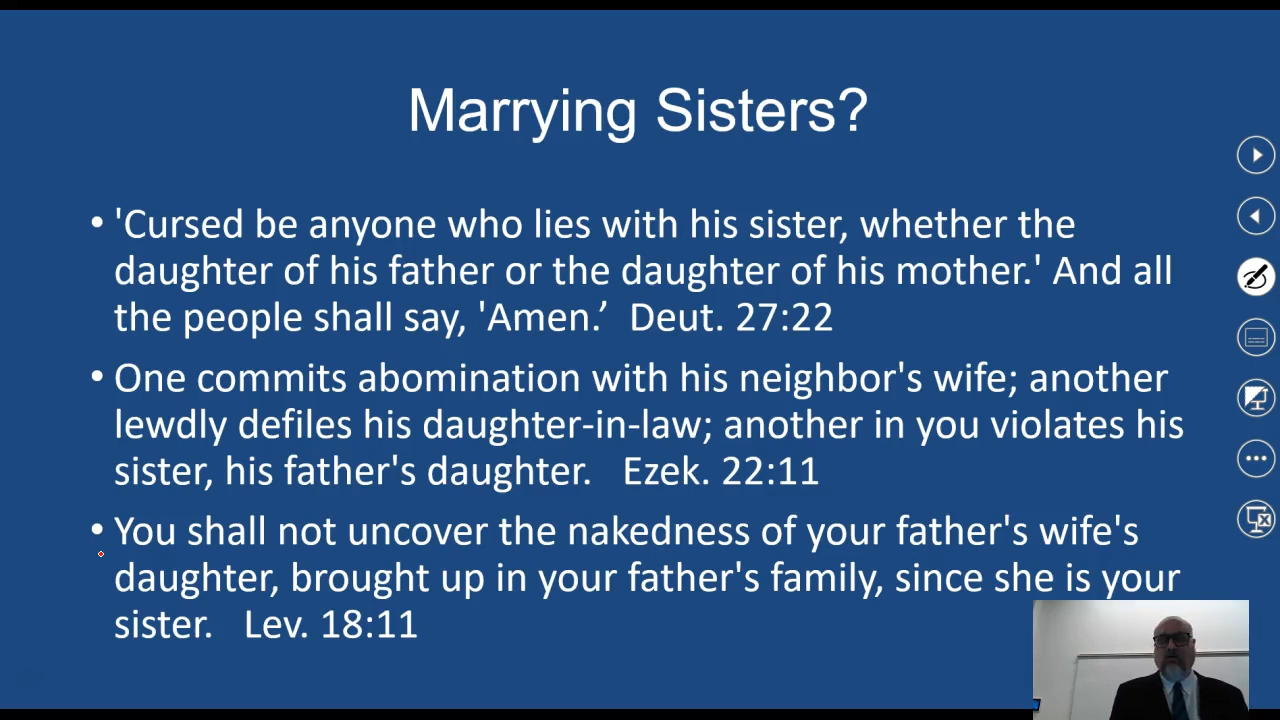 Marrying Sisters?
• 'Cursed be anyone who lies with his sister, whether the
daughter of his father or the daughter of his mother.' And all
the people shall say, 'Amen.’ Deut. 27:22
• One commits abomination with his neighbor's wife; another
lewdly defiles his daughter-in-law; another in you violates his
sister, his father's daughter. Ezek. 22:11
• You shall not uncover the nakedness of your father's wife's
daughter, brought up in your father's family, since she is your
sister. Lev. 18:11